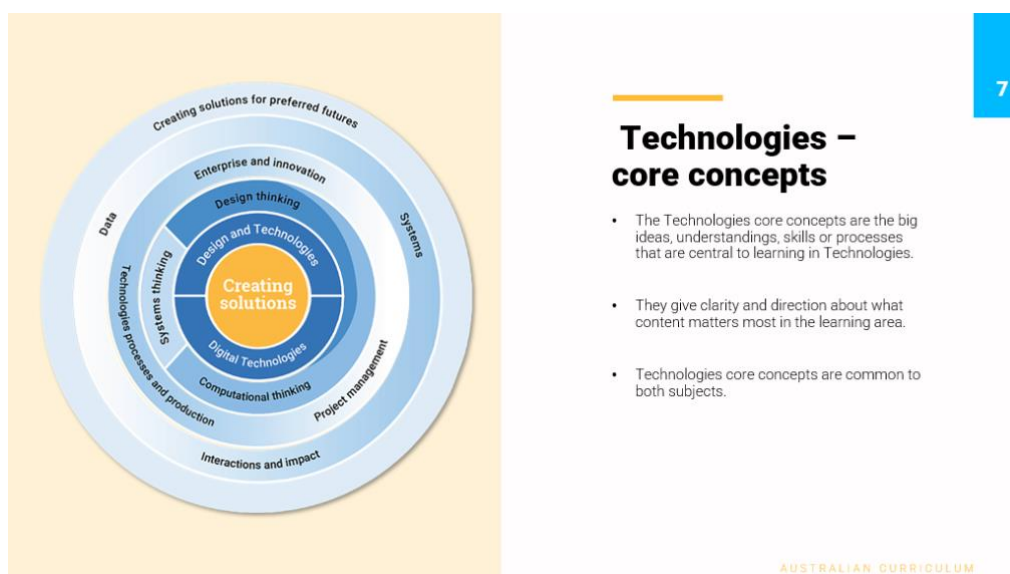 Creating solutions for preferred futures
Data
Systems
Interactions and impact
Enterprise and innovation
Technologies processes and production
Project management
Design thinking
Systems thinking
Computational thinking
Design and Technologies
Digital Technologies
Creating
solutions
7
Technologies –
core concepts
• The Technologies core concepts are the big
ideas, understandings, skills or processes
that are central to learning in Technologies.
• They give clarity and direction about what
content matters most in the learning area.
• Technologies core concepts are common to
both subjects.
AUSTRALIAN CURRICULUM